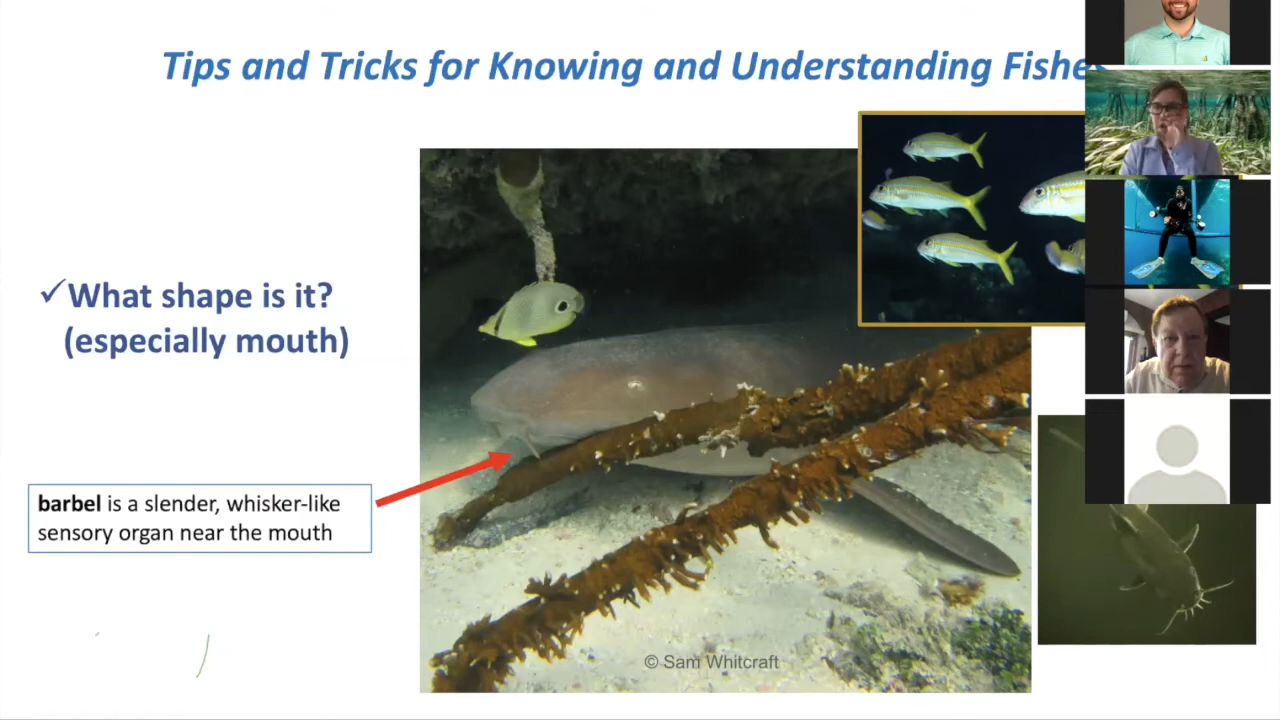 Tips and Tricks for Knowing and Understanding Fishe
✓What shape is it?
(especially mouth)
barbel is a slender, whisker-like
sensory organ near the mouth
© Sam Whitcraft